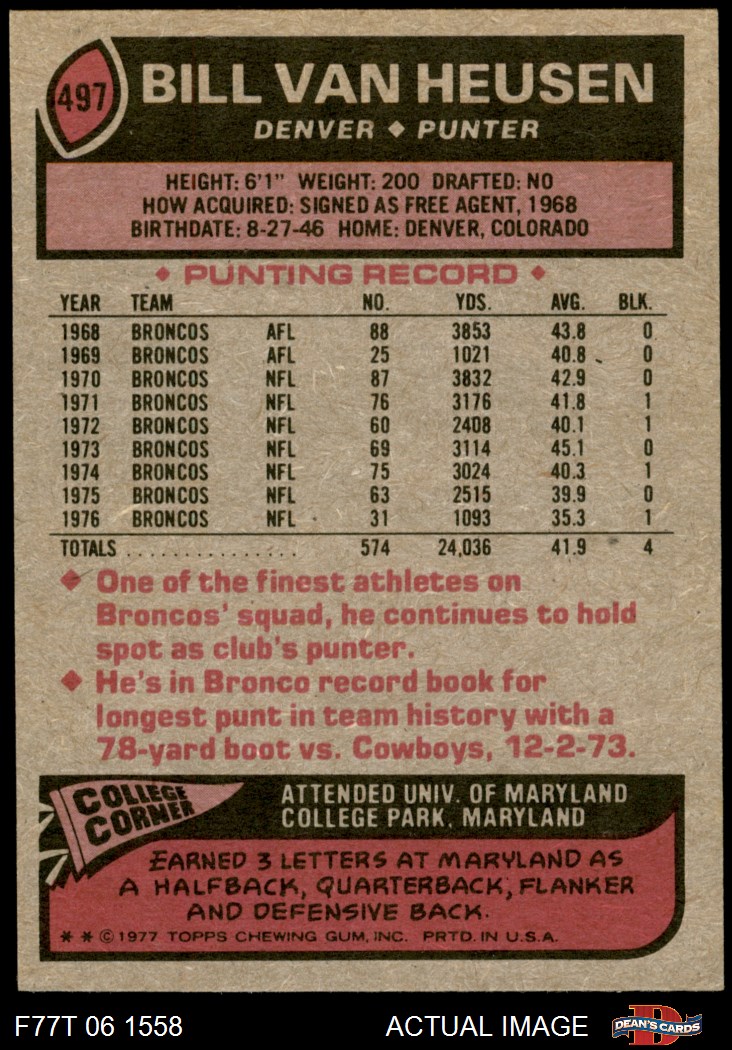 497
BILL VAN HEUSEN
DENVER ◆ PUNTER
HEIGHT: 6'1" WEIGHT: 200 DRAFTED: NO
HOW ACQUIRED: SIGNED AS FREE AGENT, 1968
BIRTHDATE: 8-27-46 HOME: DENVER, COLORADO
◆ PUNTING RECORD ◆
YEAR TEAM NO. YDS. AVG. BLK.
1968 BRONCOS AFL 88 3853 43.8 0
1969 BRONCOS AFL 25 1021 40.8 0
1970 BRONCOS NFL 87 3832 42.9 0
1971 BRONCOS NFL 76 3176 41.8 1
1972 BRONCOS NFL 60 2408 40.1 1
1973 BRONCOS NFL 69 3114 45.1 0
1974 BRONCOS NFL 75 3024 40.3 1
1975 BRONCOS NFL 63 2515 39.9 0
1976 BRONCOS NFL 31 1093 35.3 1
TOTALS ............... 574 24,036 41.9 4
◆ One of the finest athletes on
Broncos' squad, he continues to hold
spot as club's punter.
◆ He's in Bronco record book for
longest punt in team history with a
78-yard boot vs. Cowboys, 12-2-73.
COLLEGE
CORNER
ATTENDED UNIV. OF MARYLAND
COLLEGE PARK, MARYLAND
EARNED 3 LETTERS AT MARYLAND AS
A HALFBACK, QUARTERBACK, FLANKER
AND DEFENSIVE BACK.
* * © 1977 TOPPS CHEWING GUM, INC. PRTD. IN U.S.A.
F77T 06 1558 ACTUAL IMAGE
D
DEAN'S CARDS